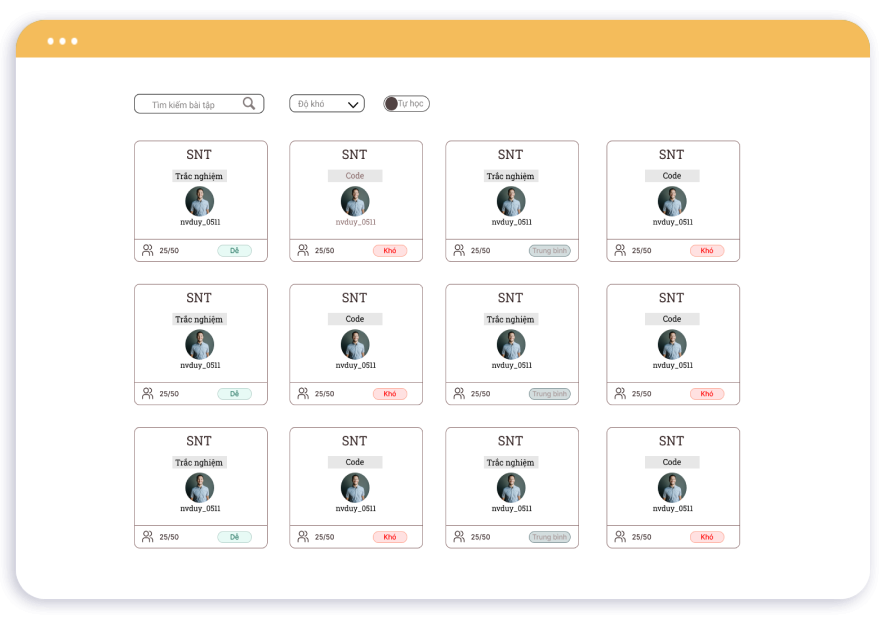 Tìm kiếm bài tập Độ khó Tự học
SNT SNT SNT SNT
Trắc nghiệm Code Trắc nghiệm Code
nvduy_0511 nvduy_0511 nvduy_0511 nvduy_0511
25/50 Dễ 25/50 Khó 25/50 Trung bình 25/50 Khó
SNT SNT SNT SNT
Trắc nghiệm Code Trắc nghiệm Code
nvduy_0511 nvduy_0511 nvduy_0511 nvduy_0511
25/50 Dễ 25/50 Khó 25/50 Trung bình 25/50 Khó
SNT SNT SNT SNT
Trắc nghiệm Code Trắc nghiệm Code
nvduy_0511 nvduy_0511 nvduy_0511 nvduy_0511
25/50 Dễ 25/50 Khó 25/50 Trung bình 25/50 Khó